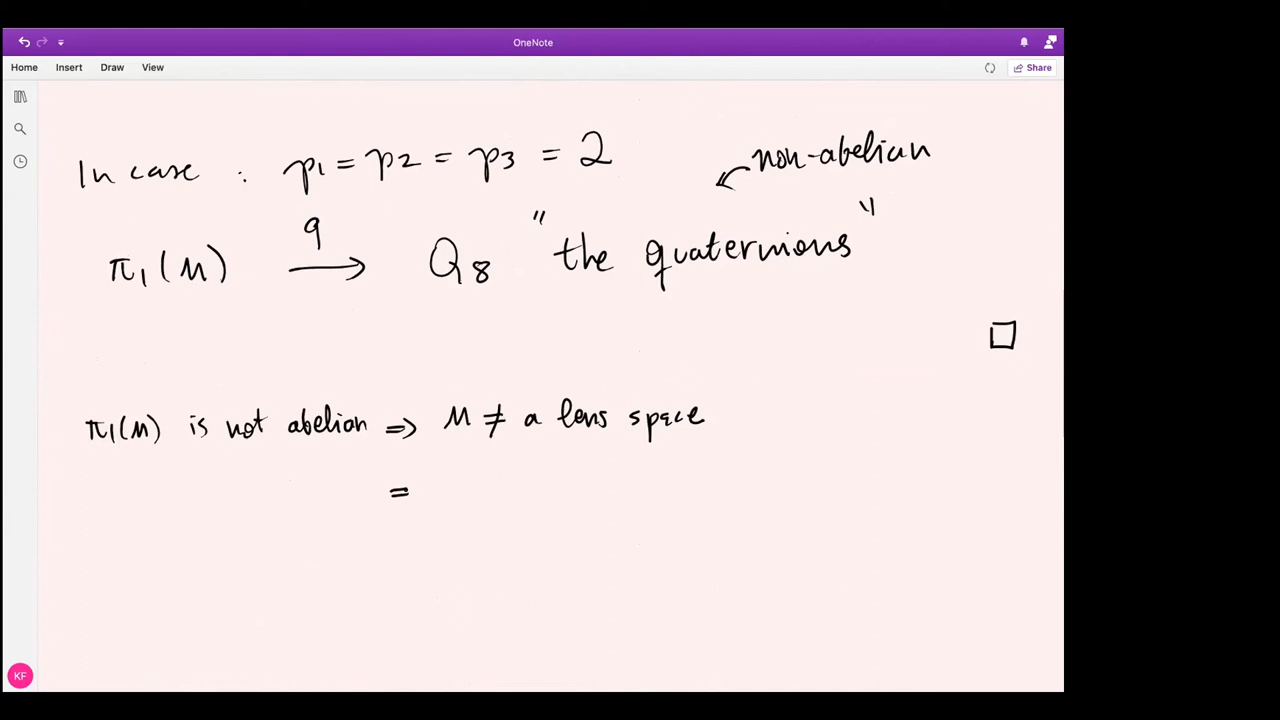 OneNote
Home Insert Draw View Share
In case : p1 = p2 = p3 = 2
non-abelian
π1(M) q→ Q8 "the quaternions"
□
π1(M) is not abelian ⇒ M ≠ a lens space
=
KF